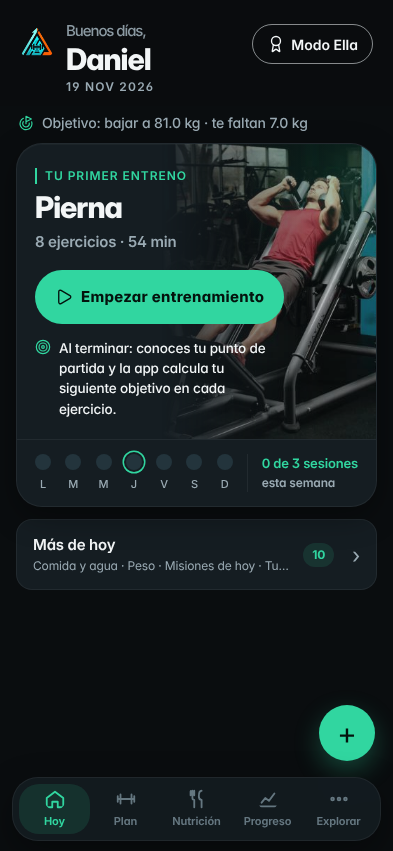 Buenos días,
Daniel
19 NOV 2026
Modo Ella
Objetivo: bajar a 81.0 kg · te faltan 7.0 kg
TU PRIMER ENTRENO
Pierna
8 ejercicios · 54 min
Empezar entrenamiento
Al terminar: conoces tu punto de
partida y la app calcula tu
siguiente objetivo en cada
ejercicio.
L M M J V S D
0 de 3 sesiones
esta semana
Más de hoy
Comida y agua · Peso · Misiones de hoy · Tu...
10
Hoy Plan Nutrición Progreso Explorar